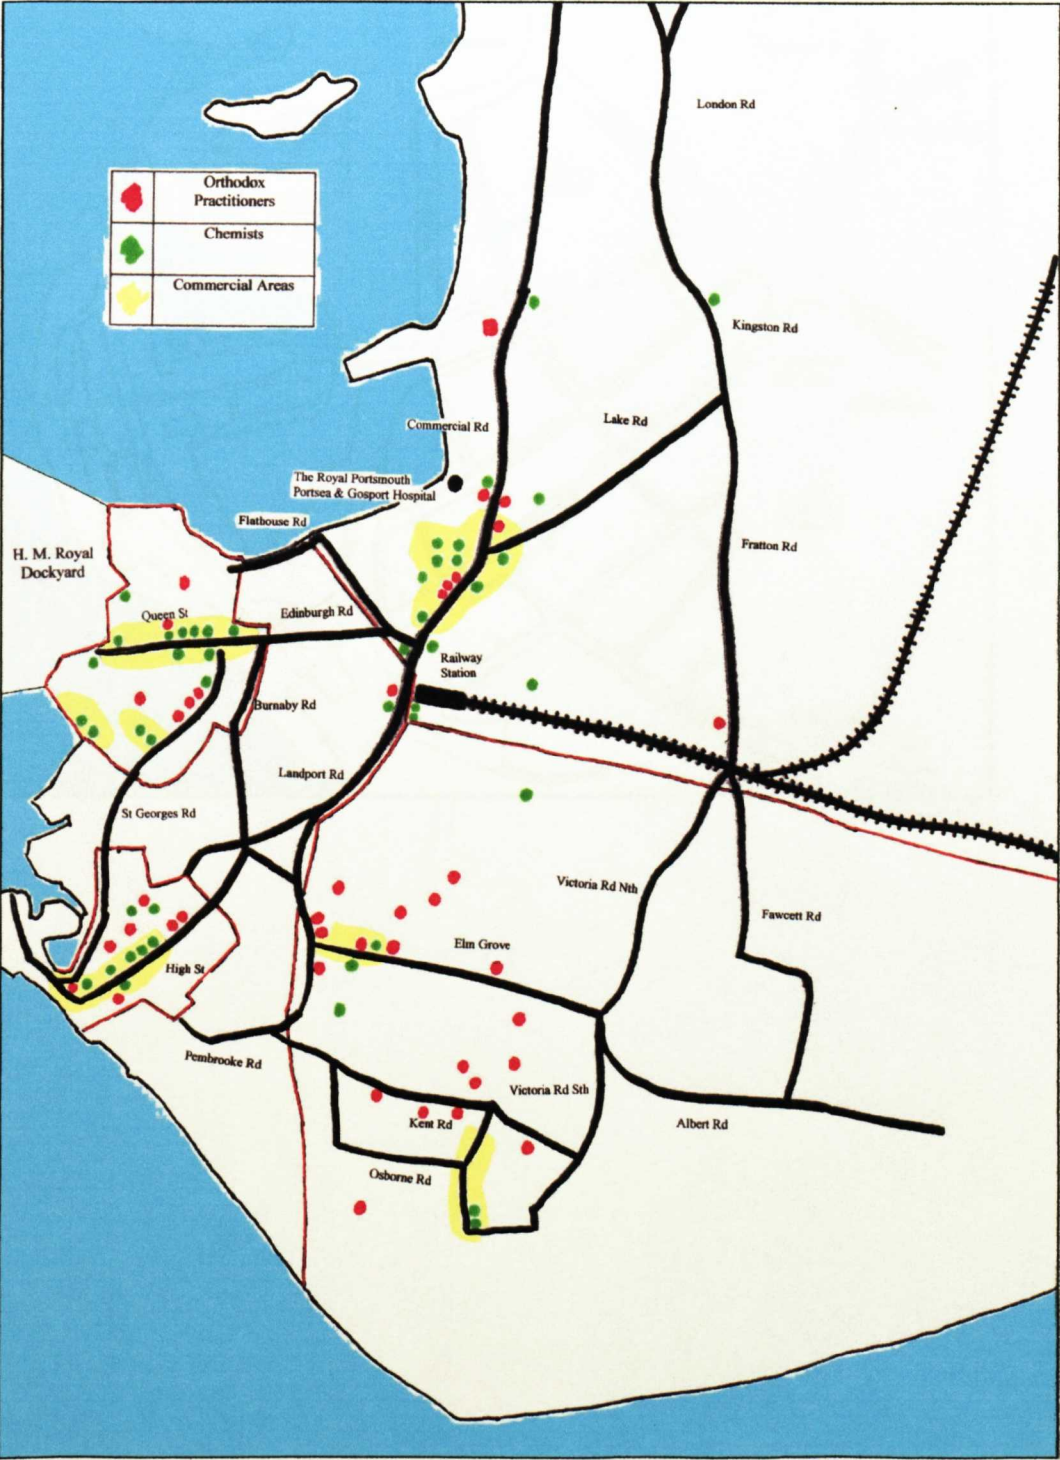 London Rd
Orthodox
Practitioners
Chemists
Commercial Areas
Kingston Rd
Commercial Rd
Lake Rd
The Royal Portsmouth
Portsea & Gosport Hospital
Flathouse Rd
H. M. Royal
Dockyard
Fratton Rd
Queen St
Edinburgh Rd
Railway
Station
Burnaby Rd
Landport Rd
St Georges Rd
Victoria Rd Nth
Fawcett Rd
Elm Grove
High St
Pembrooke Rd
Victoria Rd Sth
Kent Rd
Albert Rd
Osborne Rd